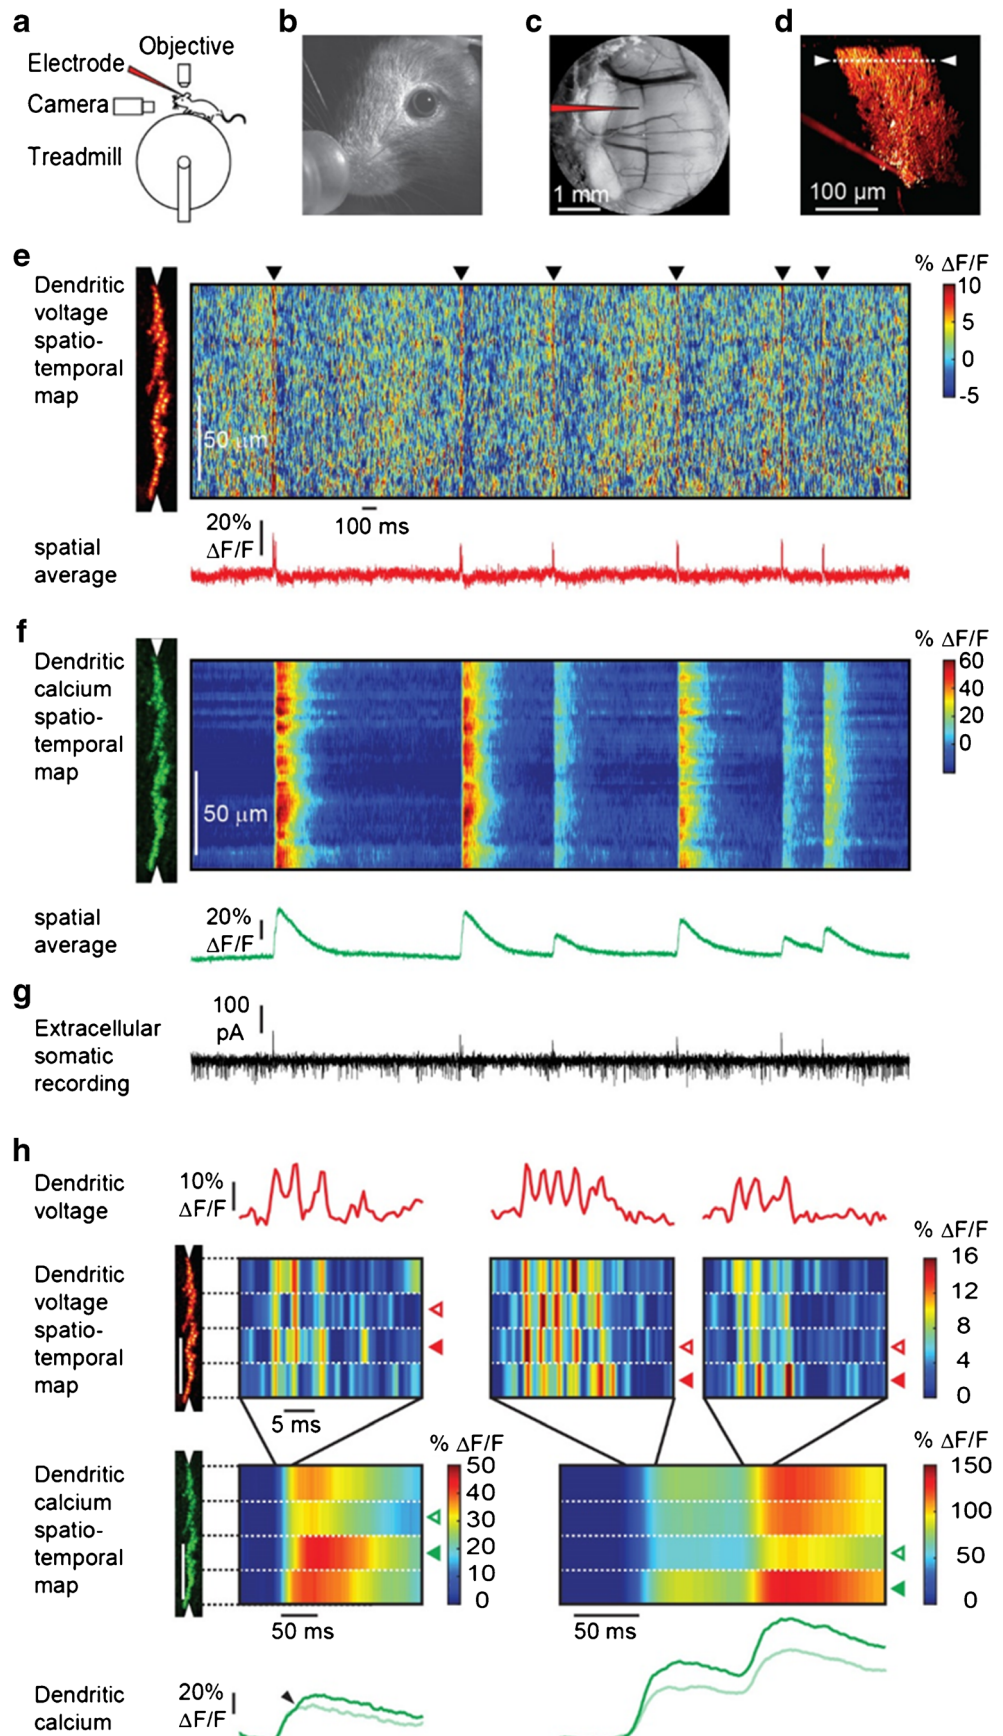 a
Objective
Electrode
Camera
Treadmill
b
c
1 mm
d
100 µm
e
Dendritic
voltage
spatio-
temporal
map
50 µm
% ΔF/F
10
5
0
-5
100 ms
20%
ΔF/F
spatial
average
f
Dendritic
calcium
spatio-
temporal
map
50 µm
% ΔF/F
60
40
20
0
spatial
average
20%
ΔF/F
g
100
pA
Extracellular
somatic
recording
h
Dendritic
voltage
10%
ΔF/F
Dendritic
voltage
spatio-
temporal
map
% ΔF/F
16
12
8
4
0
5 ms
Dendritic
calcium
spatio-
temporal
map
% ΔF/F
50
40
30
20
10
0
% ΔF/F
150
100
50
0
50 ms
50 ms
Dendritic
calcium
20%
ΔF/F